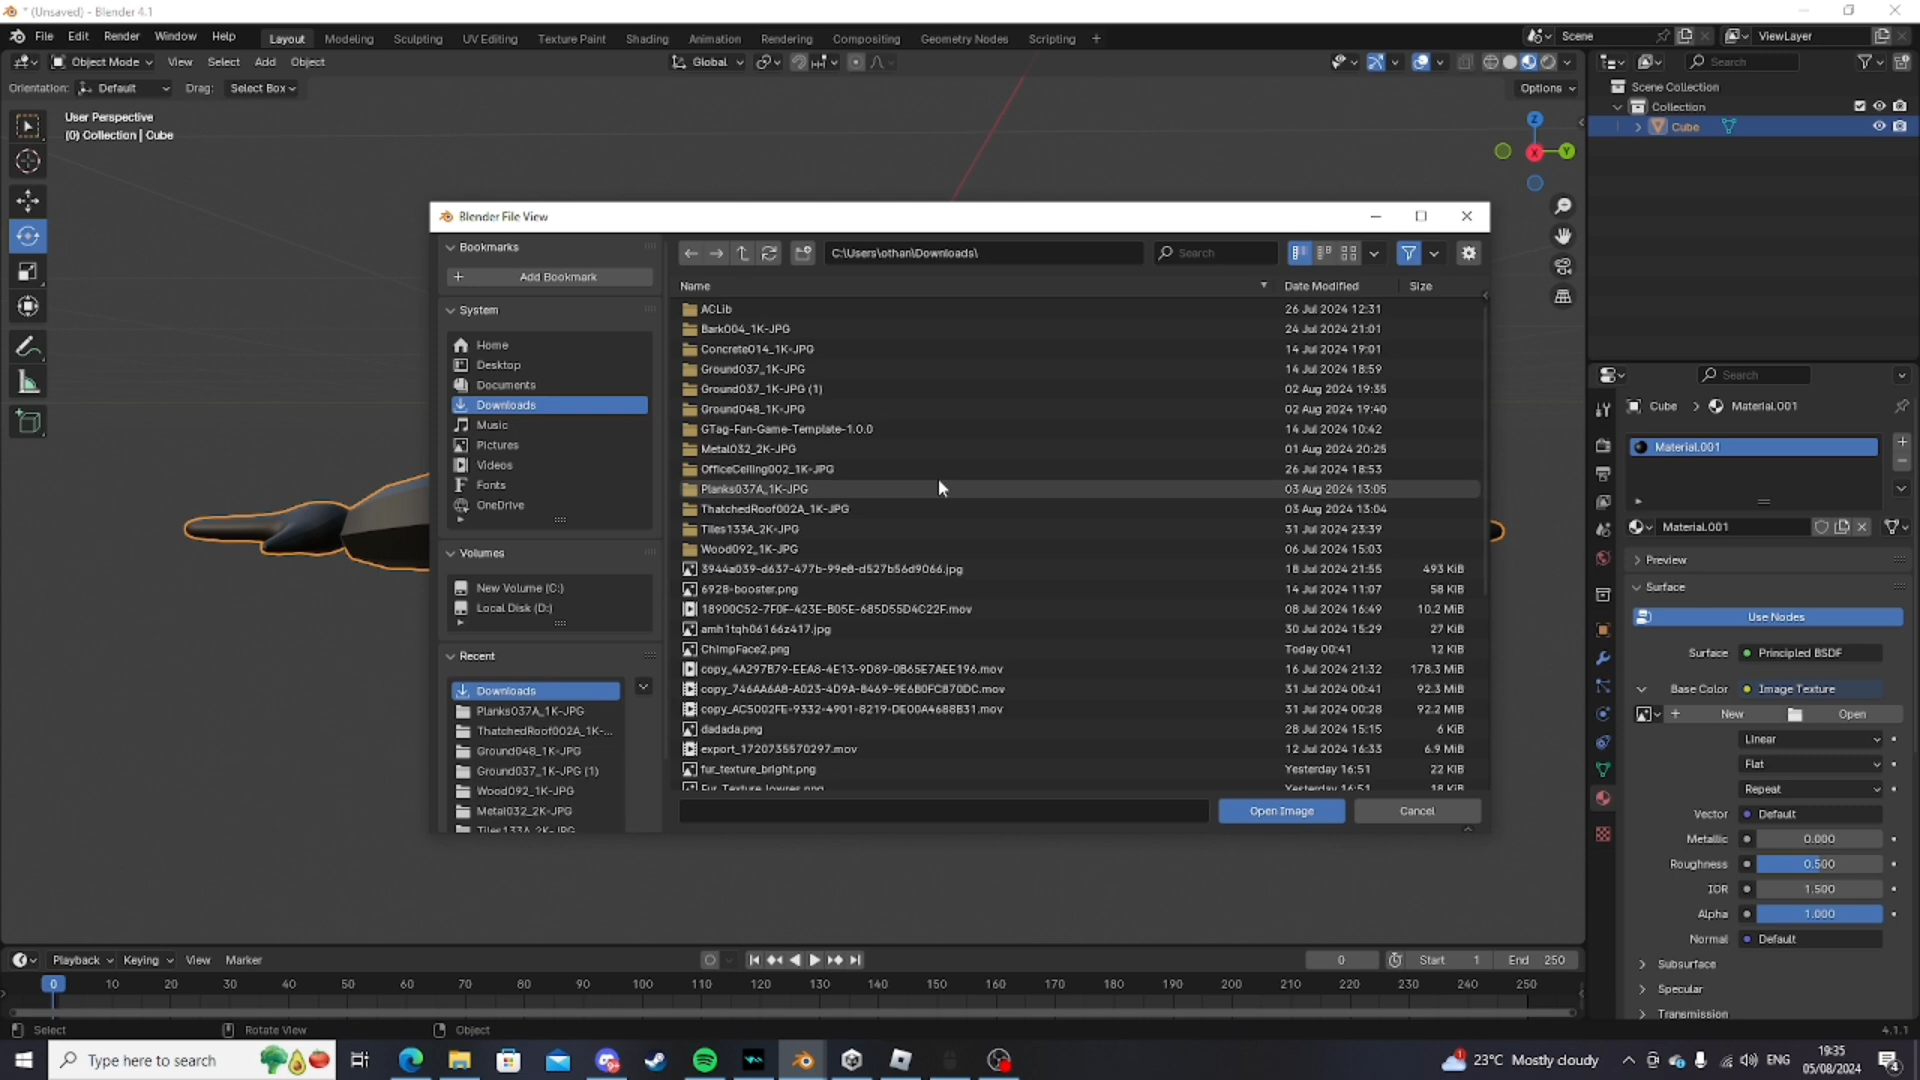 * (Unsaved) - Blender 4.1
File Edit Render Window Help
Layout Modeling Sculpting UV Editing Texture Paint Shading Animation Rendering Compositing Geometry Nodes Scripting +
Scene
ViewLayer
Object Mode View Select Add Object
Global
Search
Orientation: Default Drag: Select Box
Options
User Perspective
(0) Collection | Cube
Scene Collection
Collection
Cube
Z
X
Y
Blender File View
Bookmarks
+ Add Bookmark
System
Home
Desktop
Documents
Downloads
Music
Pictures
Videos
Fonts
OneDrive
Volumes
New Volume (C:)
Local Disk (D:)
Recent
Downloads
Planks037A_1K-JPG
ThatchedRoof002A_1K-...
Ground048_1K-JPG
Ground037_1K-JPG (1)
Wood092_1K-JPG
Metal032_2K-JPG
Tiles133A_2K-JPG
C:\Users\othan\Downloads\
Search
Name Date Modified Size
ACLib 26 Jul 2024 12:31
Bark004_1K-JPG 24 Jul 2024 21:01
Concrete014_1K-JPG 14 Jul 2024 19:01
Ground037_1K-JPG 14 Jul 2024 18:59
Ground037_1K-JPG (1) 02 Aug 2024 19:35
Ground048_1K-JPG 02 Aug 2024 19:40
GTag-Fan-Game-Template-1.0.0 14 Jul 2024 10:42
Metal032_2K-JPG 01 Aug 2024 20:25
OfficeCeiling002_1K-JPG 26 Jul 2024 18:53
Planks037A_1K-JPG 03 Aug 2024 13:05
ThatchedRoof002A_1K-JPG 03 Aug 2024 13:04
Tiles133A_2K-JPG 31 Jul 2024 23:39
Wood092_1K-JPG 06 Jul 2024 15:03
3944a039-d637-477b-99e8-d527b56d9066.jpg 18 Jul 2024 21:55 493 KiB
6928-booster.png 14 Jul 2024 11:07 58 KiB
18900C52-7F0F-423E-B05E-685D55D4C22F.mov 08 Jul 2024 16:49 10.2 MiB
amh1tqh06166z417.jpg 30 Jul 2024 15:29 27 KiB
ChimpFace2.png Today 00:41 12 KiB
copy_4A297B79-EEA8-4E13-9D89-0B65E7AEE196.mov 16 Jul 2024 21:32 178.3 MiB
copy_746AA6A8-A023-4D9A-8469-9E6B0FC870DC.mov 31 Jul 2024 00:41 92.3 MiB
copy_AC5002FE-9332-4901-8219-DE00A4688B31.mov 31 Jul 2024 00:28 92.2 MiB
dadada.png 28 Jul 2024 15:15 6 KiB
export_1720735570297.mov 12 Jul 2024 16:33 6.9 MiB
fur_texture_bright.png Yesterday 16:51 22 KiB
Fur_Texture_lowres.png Yesterday 16:51 18 KiB
Open Image Cancel
Search
Cube > Material.001
Material.001
Material.001
Preview
Surface
Use Nodes
Surface Principled BSDF
Base Color Image Texture
+ New Open
Linear
Flat
Repeat
Vector Default
Metallic 0.000
Roughness 0.500
IOR 1.500
Alpha 1.000
Normal Default
Subsurface
Specular
Transmission
Playback Keying View Marker
0 Start 1 End 250
0 10 20 30 40 50 60 70 80 90 100 110 120 130 140 150 160 170 180 190 200 210 220 230 240 250
Select Rotate View Object
4.1.1
Type here to search
1 23°C Mostly cloudy ENG 19:35
05/08/2024
4